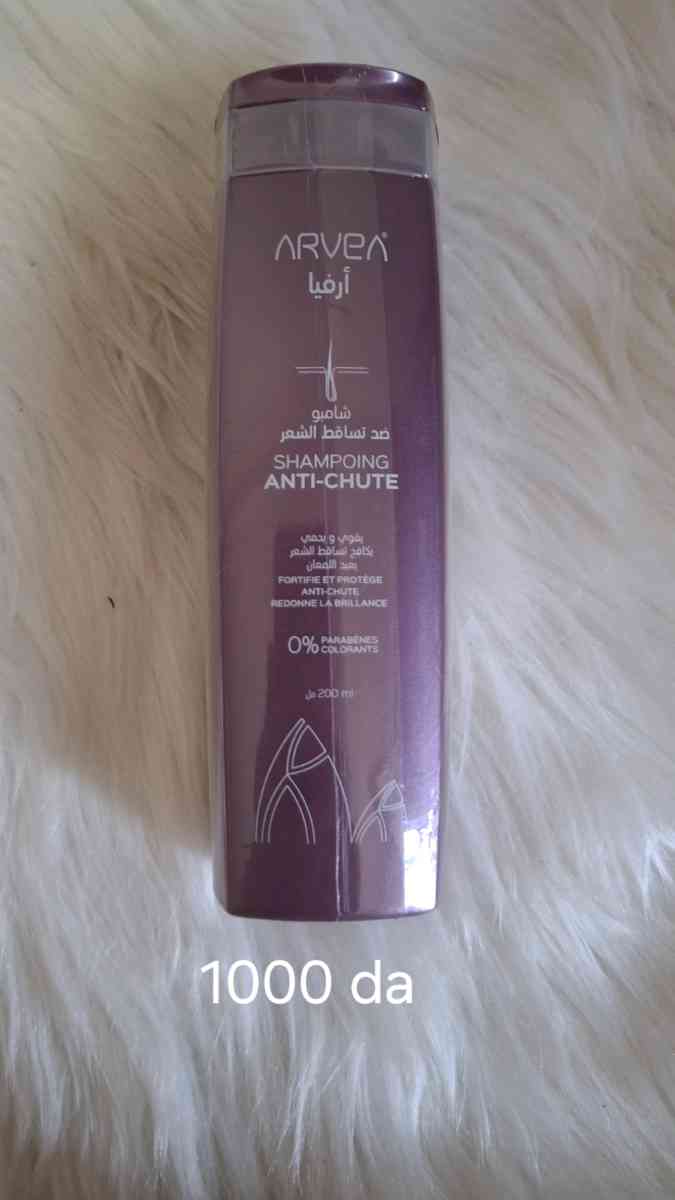 ARVEA®
أرفيا
شامبو
ضد تساقط الشعر
SHAMPOING
ANTI-CHUTE
يقوي و يحمي
يكافح تساقط الشعر
يعيد اللمعان
FORTIFIE ET PROTÈGE
ANTI-CHUTE
REDONNE LA BRILLANCE
0% PARABÈNES
COLORANTS
200 ml مل
1000 da